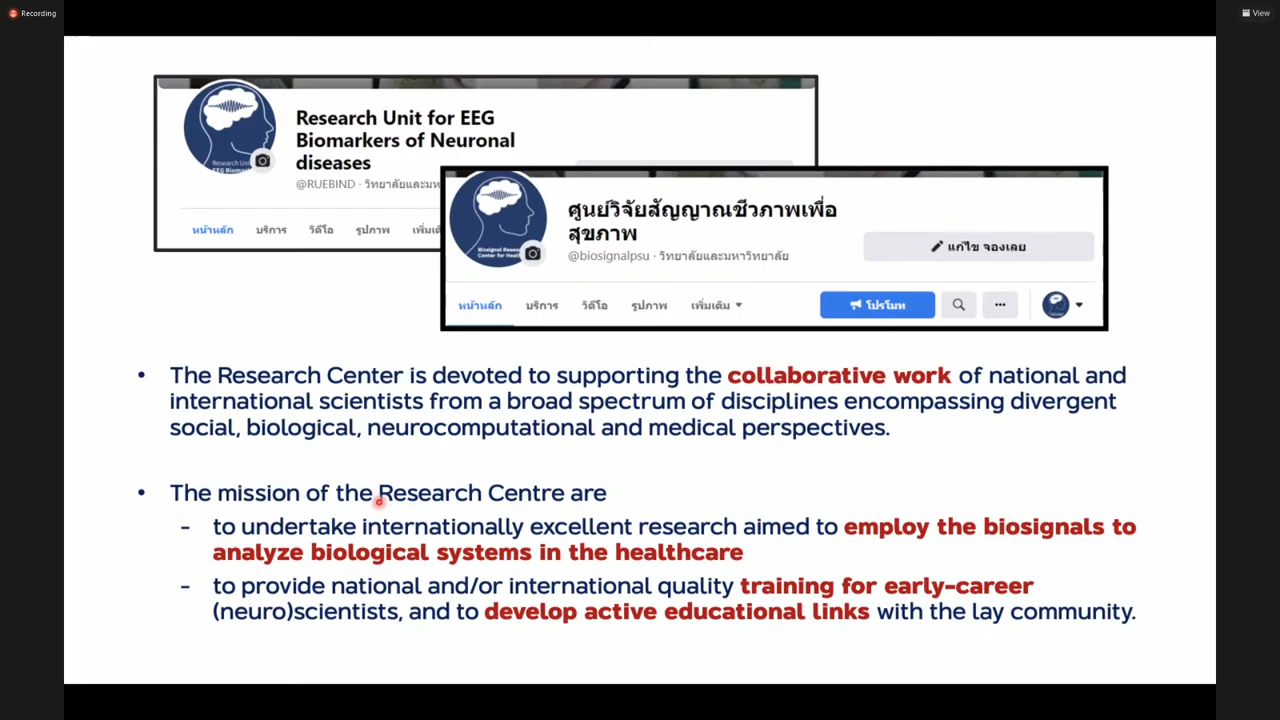 Recording
View
Research Unit for EEG
Biomarkers of Neuronal
diseases
@RUEBIND · วิทยาลัยและมห
หน้าหลัก บริการ วิดีโอ รูปภาพ เพิ่มเติ
Research Uni
EEG Biomar
ศูนย์วิจัยสัญญาณชีวภาพเพื่อ
สุขภาพ
@biosignalpsu · วิทยาลัยและมหาวิทยาลัย
แก้ไข จองเลย
Biosignal Resea
Center for Heal
หน้าหลัก บริการ วิดีโอ รูปภาพ เพิ่มเติม โปรโมท
• The Research Center is devoted to supporting the collaborative work of national and
international scientists from a broad spectrum of disciplines encompassing divergent
social, biological, neurocomputational and medical perspectives.
• The mission of the Research Centre are
- to undertake internationally excellent research aimed to employ the biosignals to
analyze biological systems in the healthcare
- to provide national and/or international quality training for early-career
(neuro)scientists, and to develop active educational links with the lay community.